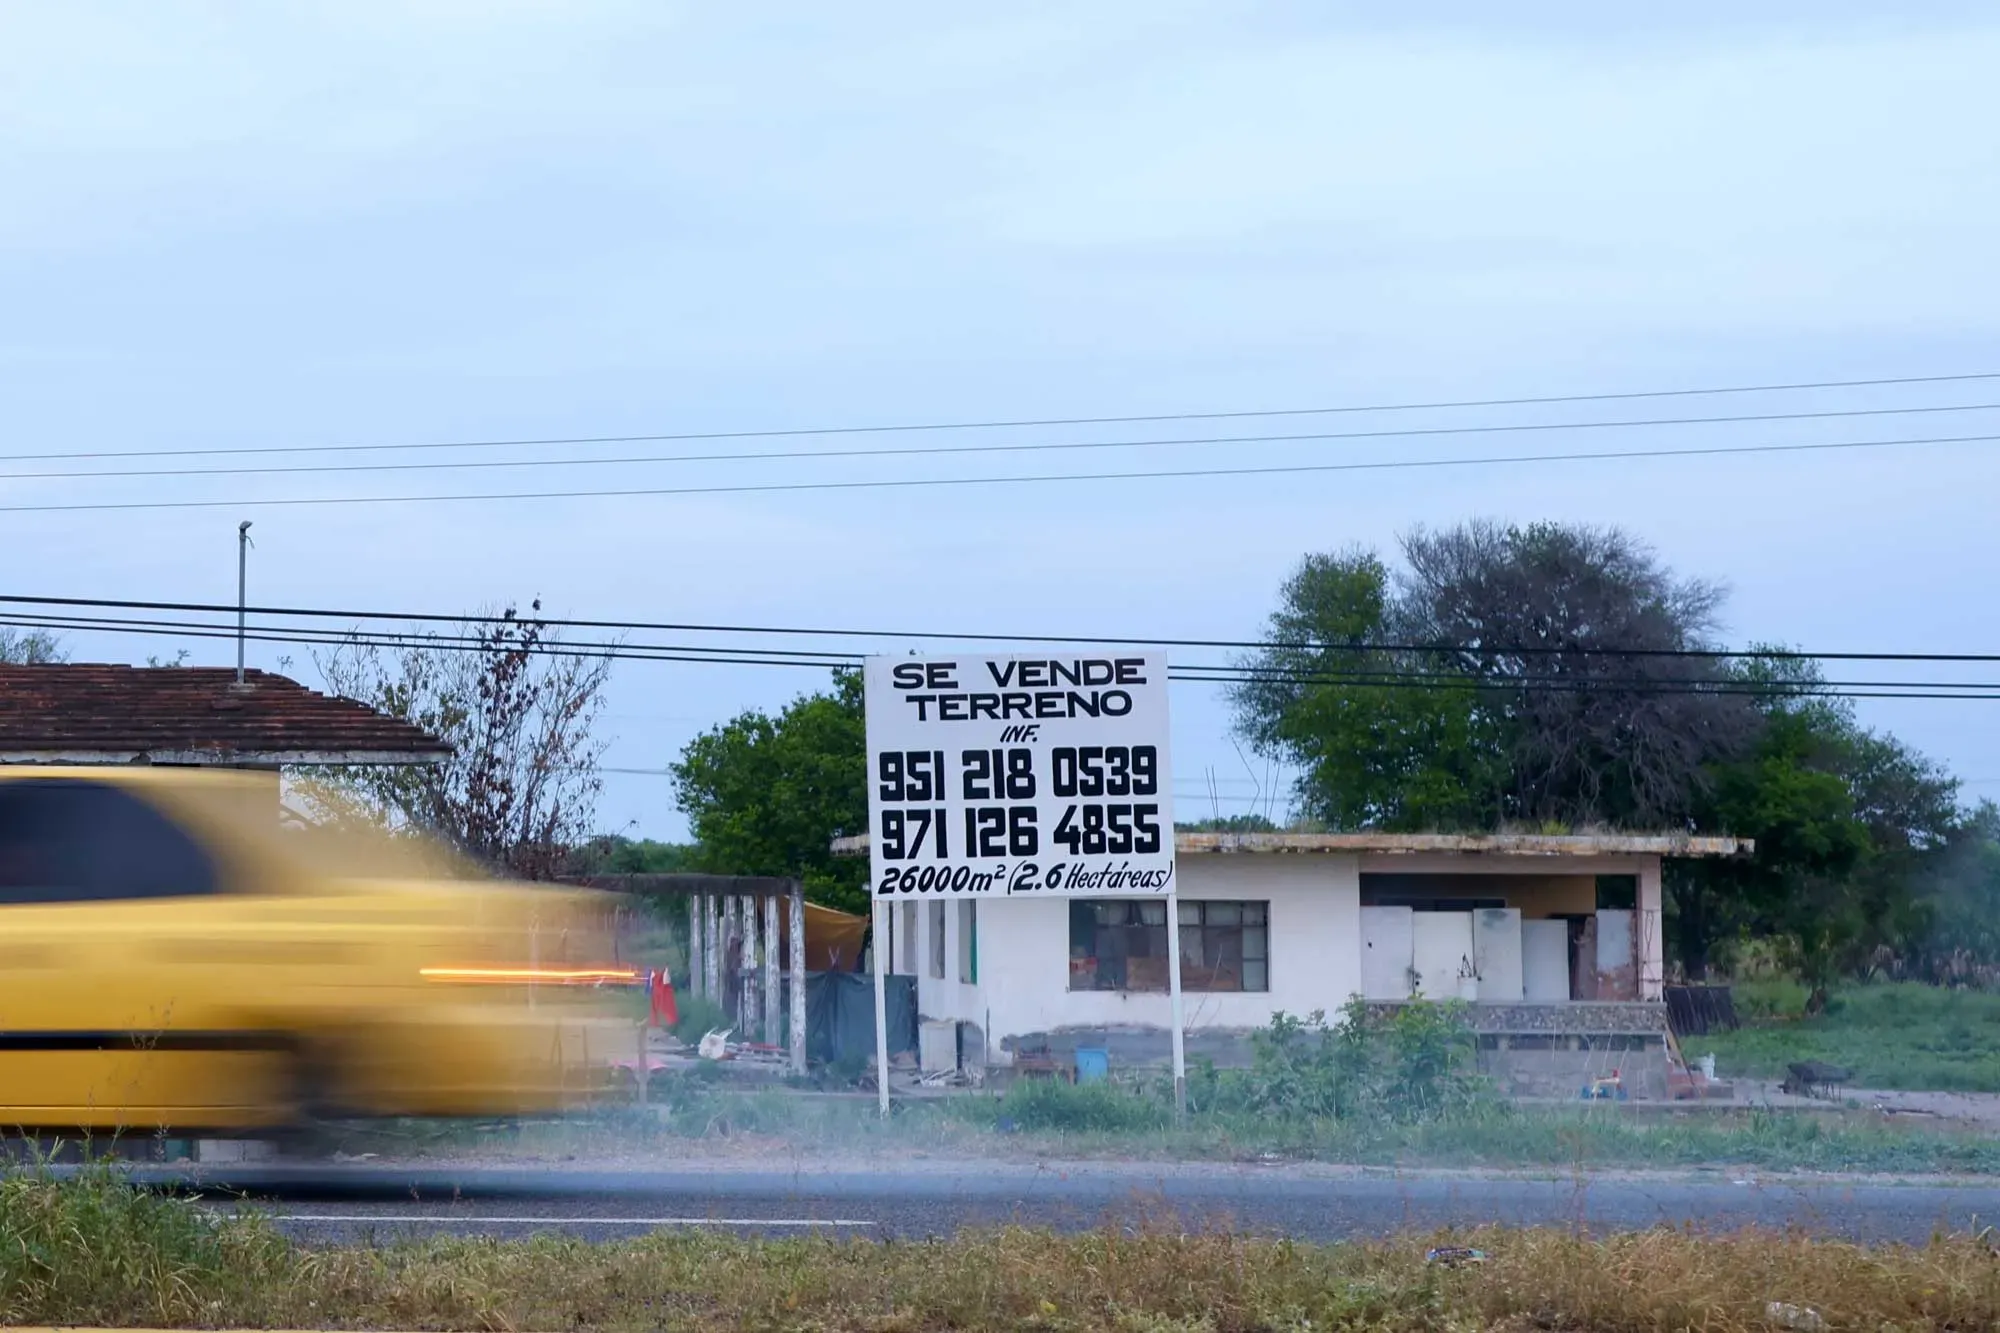 SE VENDE
TERRENO
INF.
951 218 0539
971 126 4855
26000m² (2.6 Hectáreas)